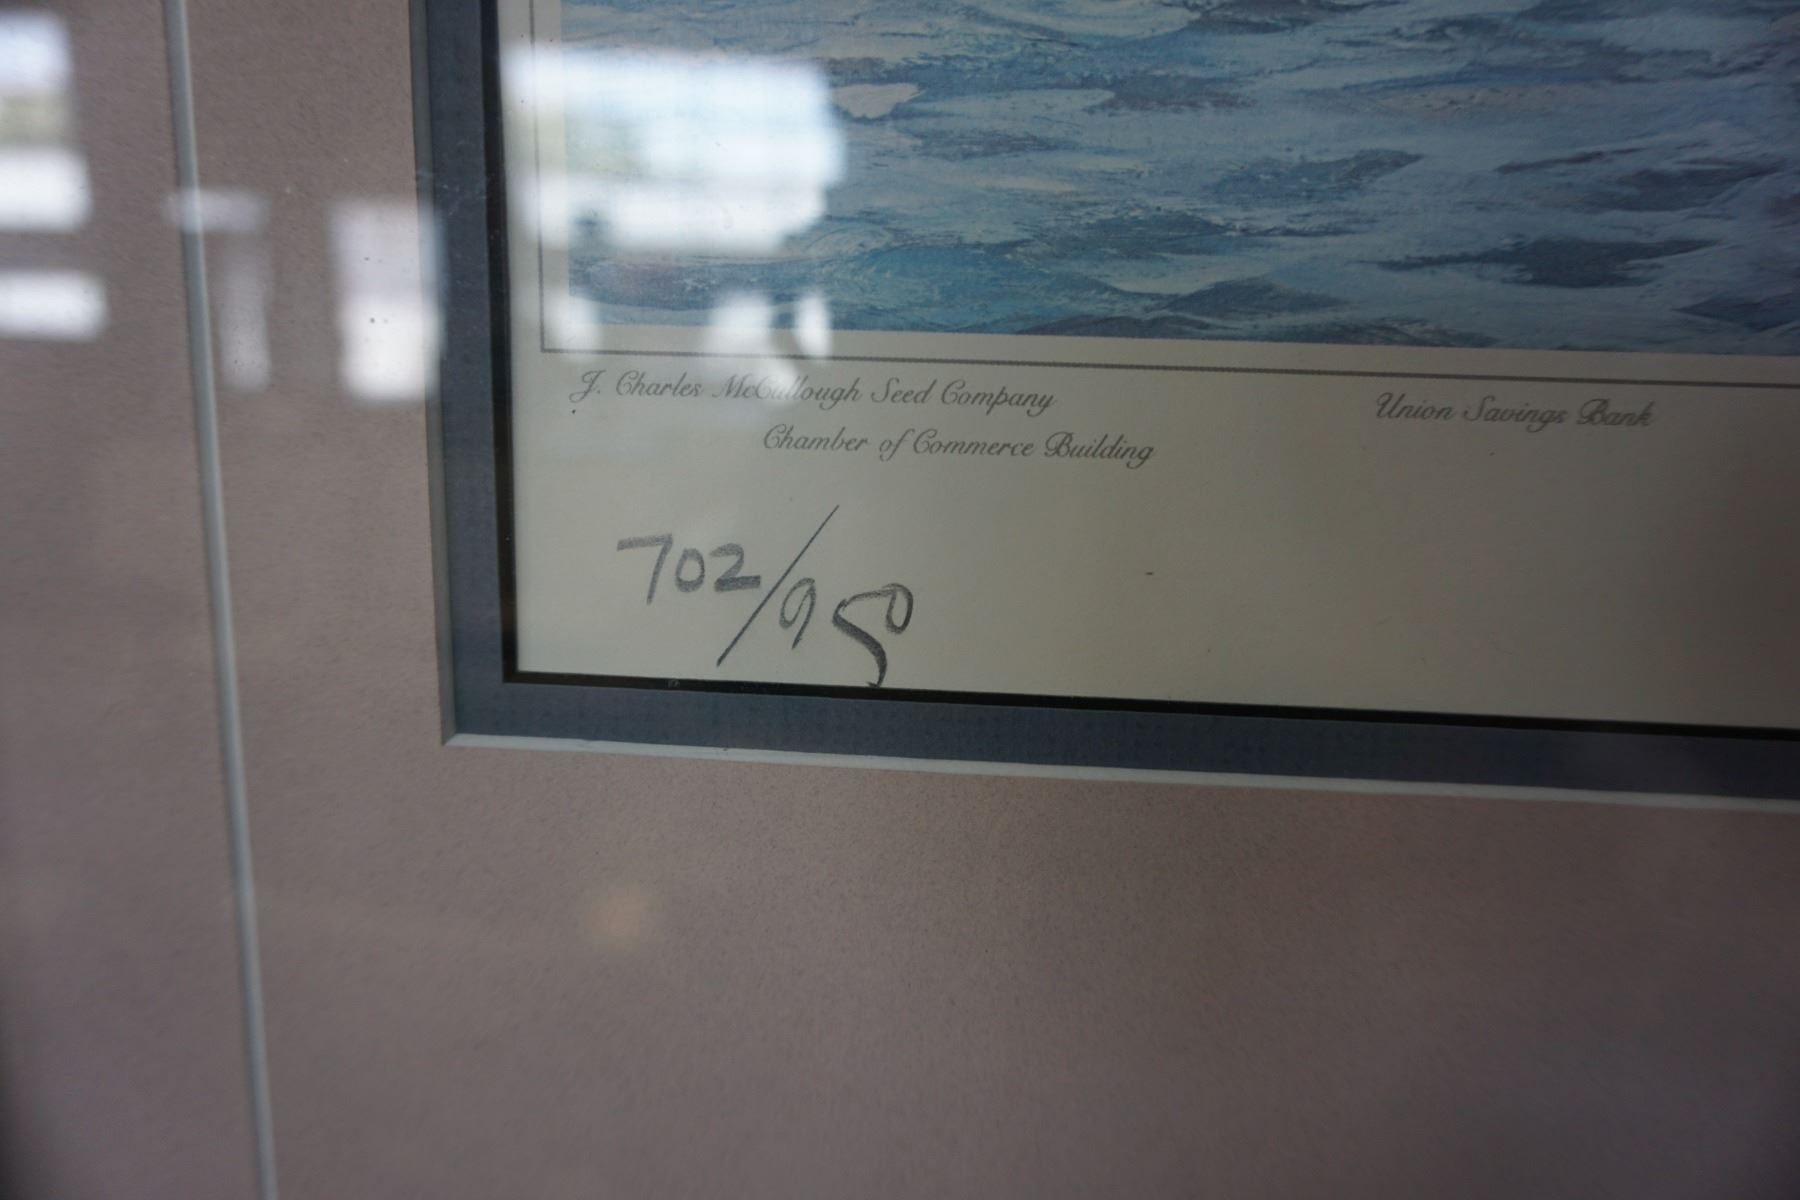 J. Charles McCullough Seed Company
Union Savings Bank
Chamber of Commerce Building
702/950